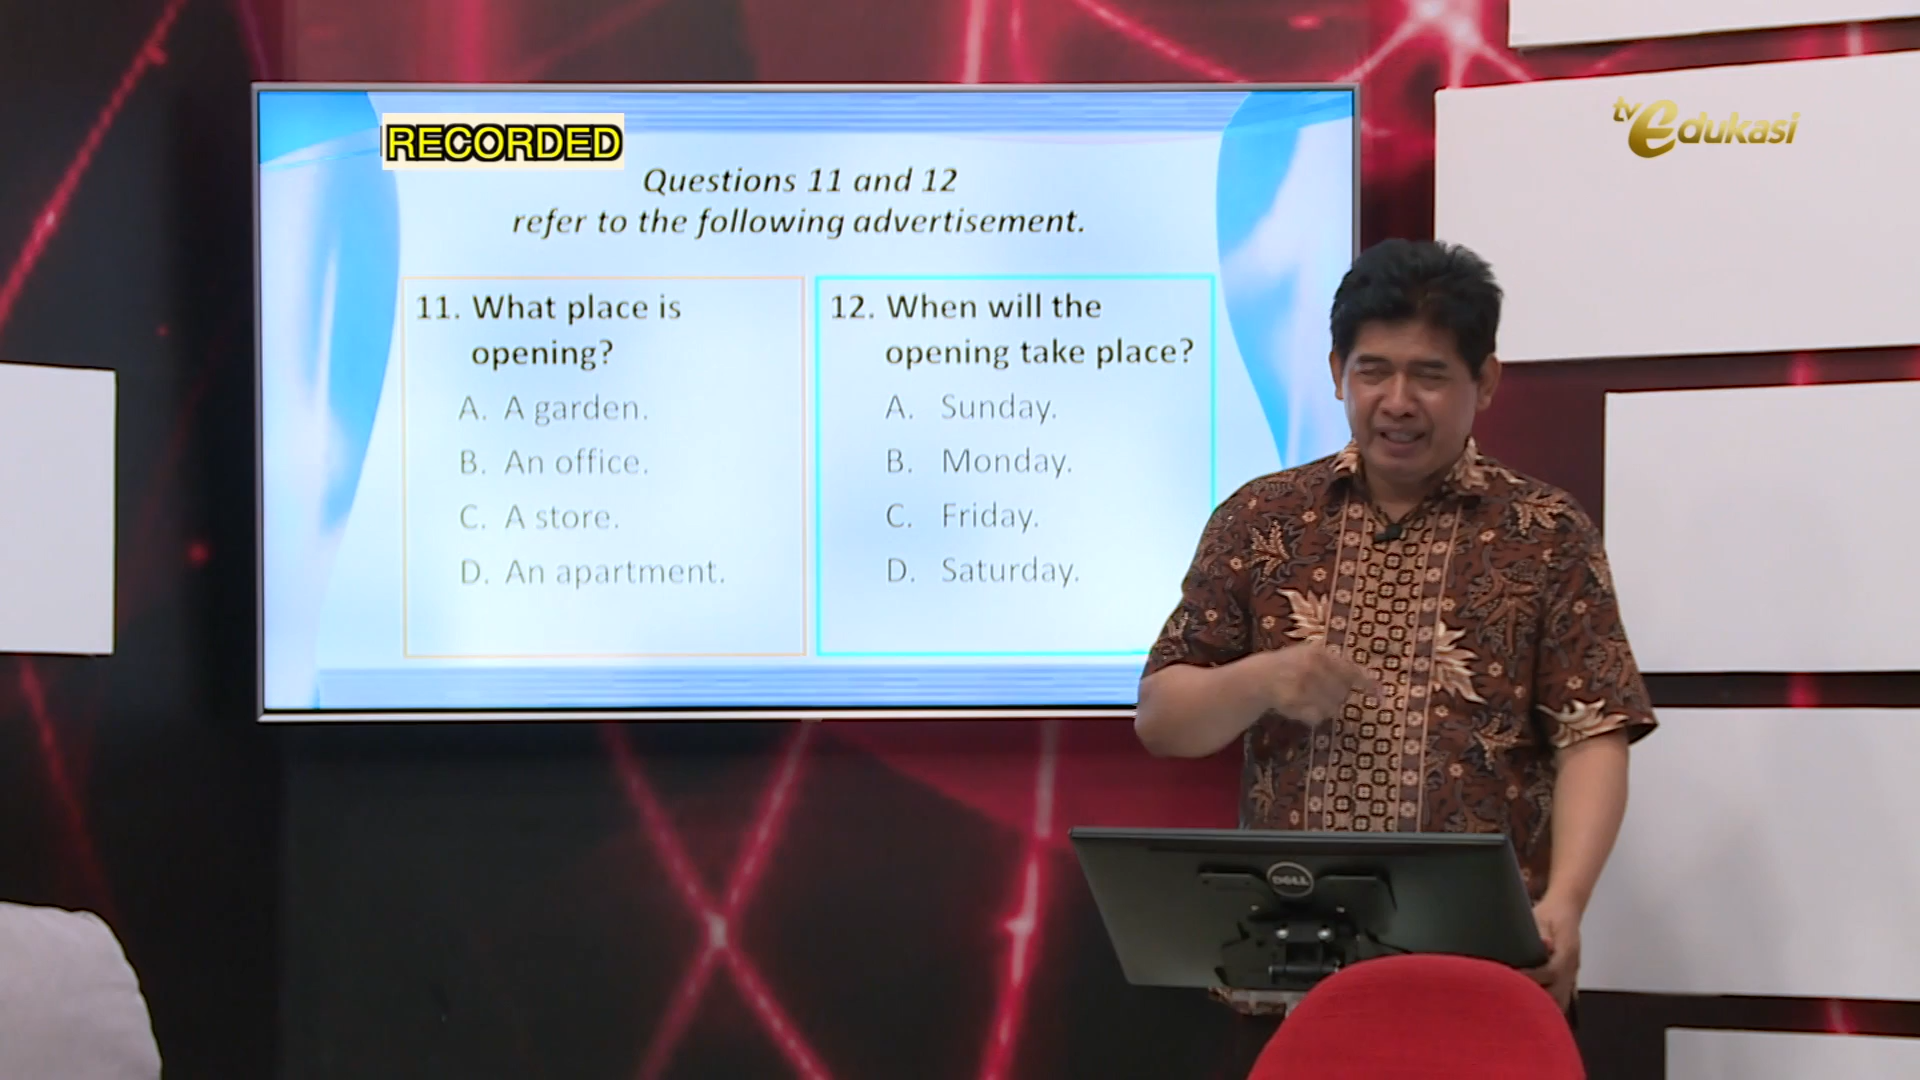 RECORDED
tv edukasi
Questions 11 and 12
refer to the following advertisement.
11. What place is
opening?
A. A garden.
B. An office.
C. A store.
D. An apartment.
12. When will the
opening take place?
A. Sunday.
B. Monday.
C. Friday.
D. Saturday.
DELL